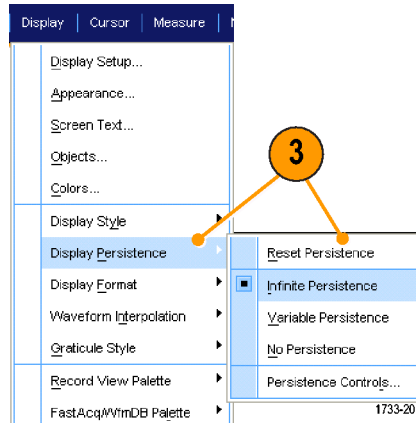 Display Cursor Measure
Display Setup...
Appearance...
Screen Text...
Objects...
Colors...
3
Display Style
Display Persistence
Reset Persistence
Display Format
Infinite Persistence
Waveform Interpolation
Variable Persistence
Graticule Style
No Persistence
Record View Palette
Persistence Controls...
FastAcq/WfmDB Palette
1733-20